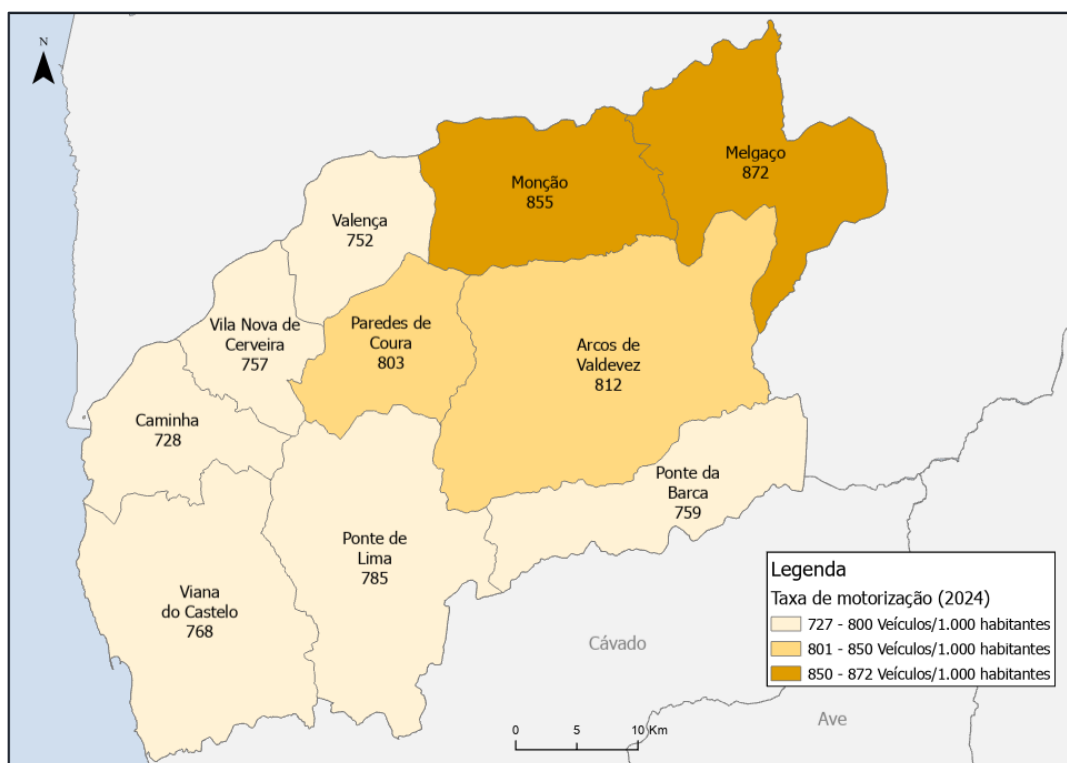 N
Melgaço
872
Monção
855
Valença
752
Vila Nova de
Cerveira
757
Paredes de
Coura
803
Arcos de
Valdevez
812
Caminha
728
Ponte da
Barca
759
Ponte de
Lima
785
Viana
do Castelo
768
Legenda
Taxa de motorização (2024)
727 - 800 Veículos/1.000 habitantes
801 - 850 Veículos/1.000 habitantes
850 - 872 Veículos/1.000 habitantes
Cávado
Ave
0 5 10 Km